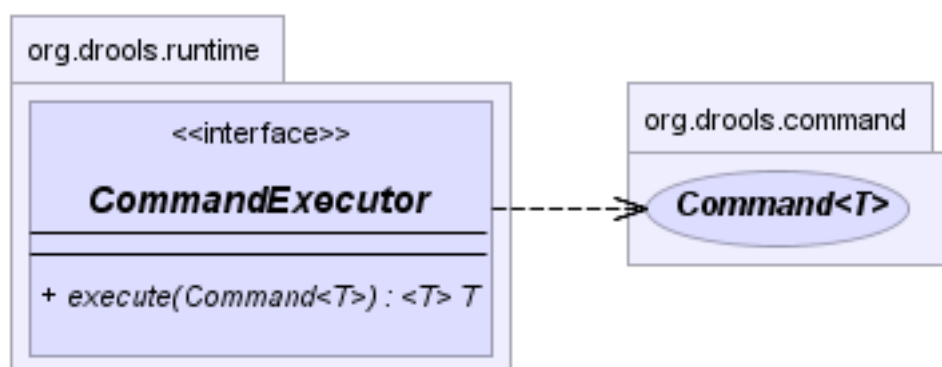 org.drools.runtime
<<interface>>
CommandExecutor
+ execute(Command<T>) : <T> T
org.drools.command
Command<T>